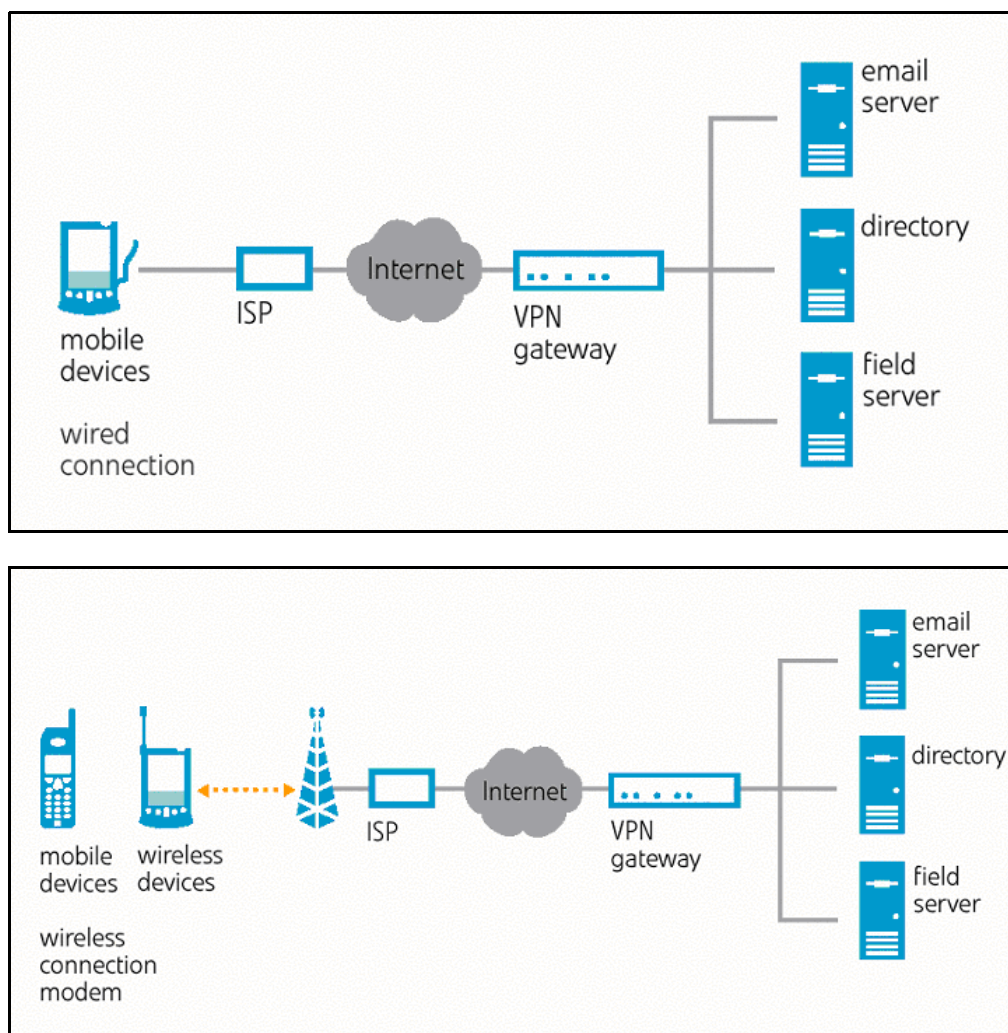 email
server
directory
Internet
ISP
VPN
gateway
mobile
devices
field
server
wired
connection
email
server
directory
Internet
ISP
VPN
gateway
mobile
devices
wireless
devices
field
server
wireless
connection
modem